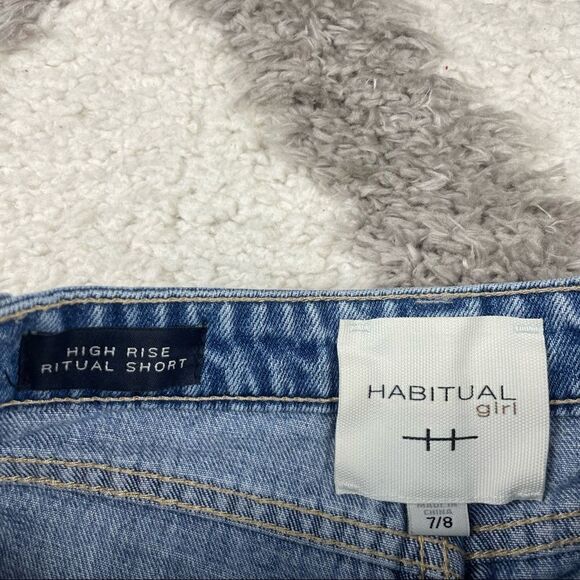 HIGH RISE
RITUAL SHORT
HABITUAL
girl
H
MADE IN
CHINA
7/8